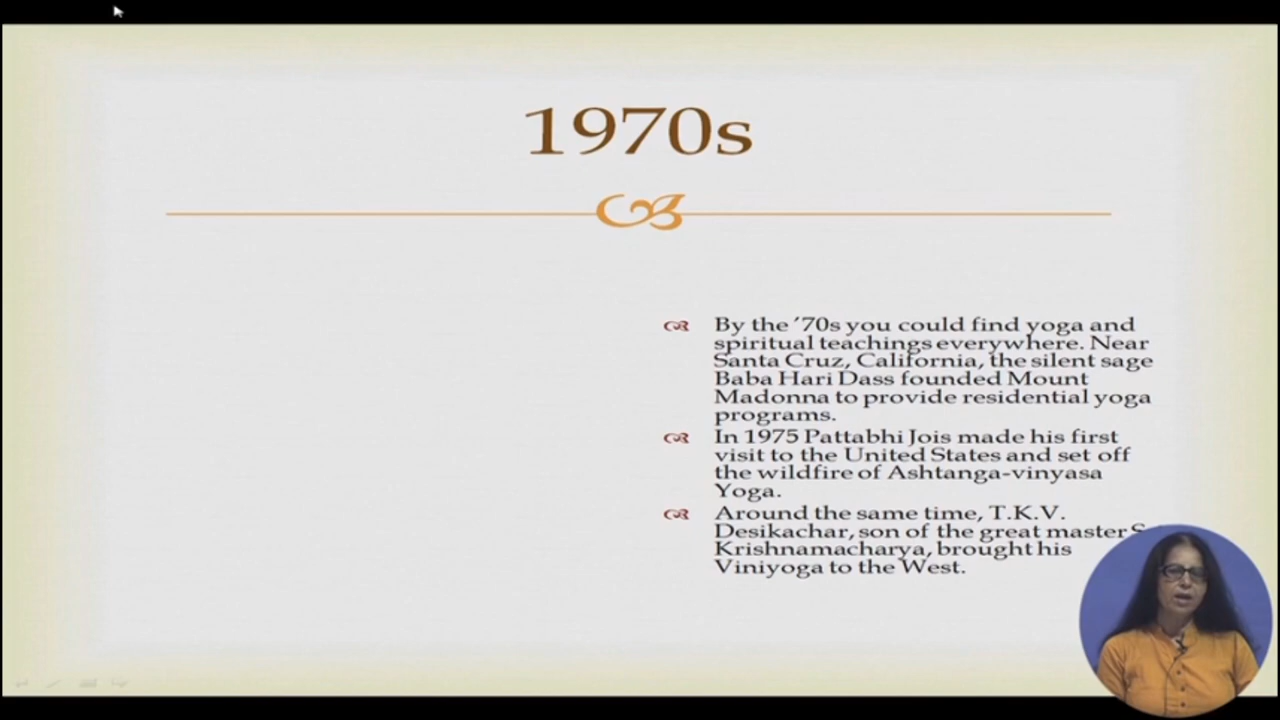 1970s
By the ´70s you could find yoga and
spiritual teachings everywhere. Near
Santa Cruz, California, the silent sage
Baba Hari Dass founded Mount
Madonna to provide residential yoga
programs.
In 1975 Pattabhi Jois made his first
visit to the United States and set off
the wildfire of Ashtanga-vinyasa
Yoga.
Around the same time, T.K.V.
Desikachar, son of the great master S
Krishnamacharya, brought his
Viniyoga to the West.